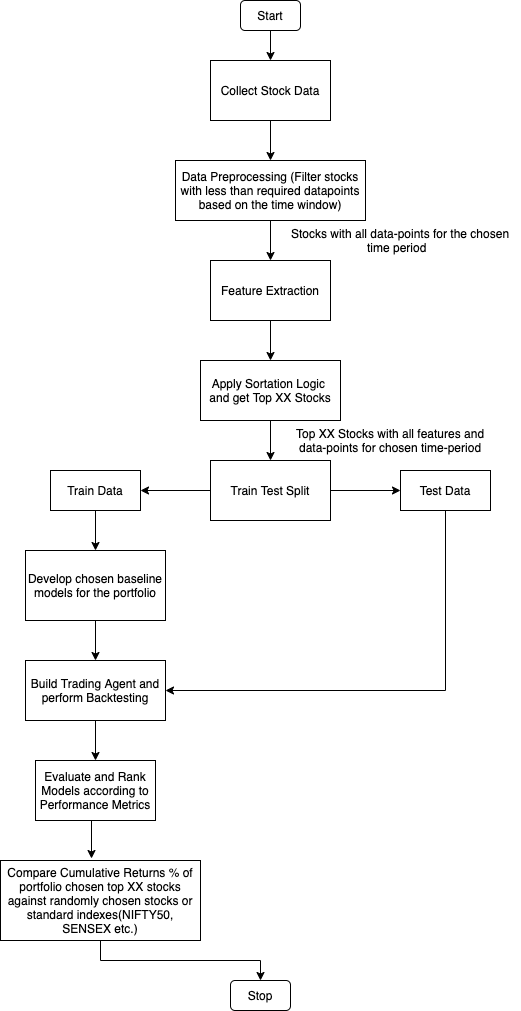 Start
Collect Stock Data
Data Preprocessing (Filter stocks
with less than required datapoints
based on the time window)
Stocks with all data-points for the chosen
time period
Feature Extraction
Apply Sortation Logic
and get Top XX Stocks
Top XX Stocks with all features and
data-points for chosen time-period
Train Data
Train Test Split
Test Data
Develop chosen baseline
models for the portfolio
Build Trading Agent and
perform Backtesting
Evaluate and Rank
Models according to
Performance Metrics
Compare Cumulative Returns % of
portfolio chosen top XX stocks
against randomly chosen stocks or
standard indexes(NIFTY50,
SENSEX etc.)
Stop